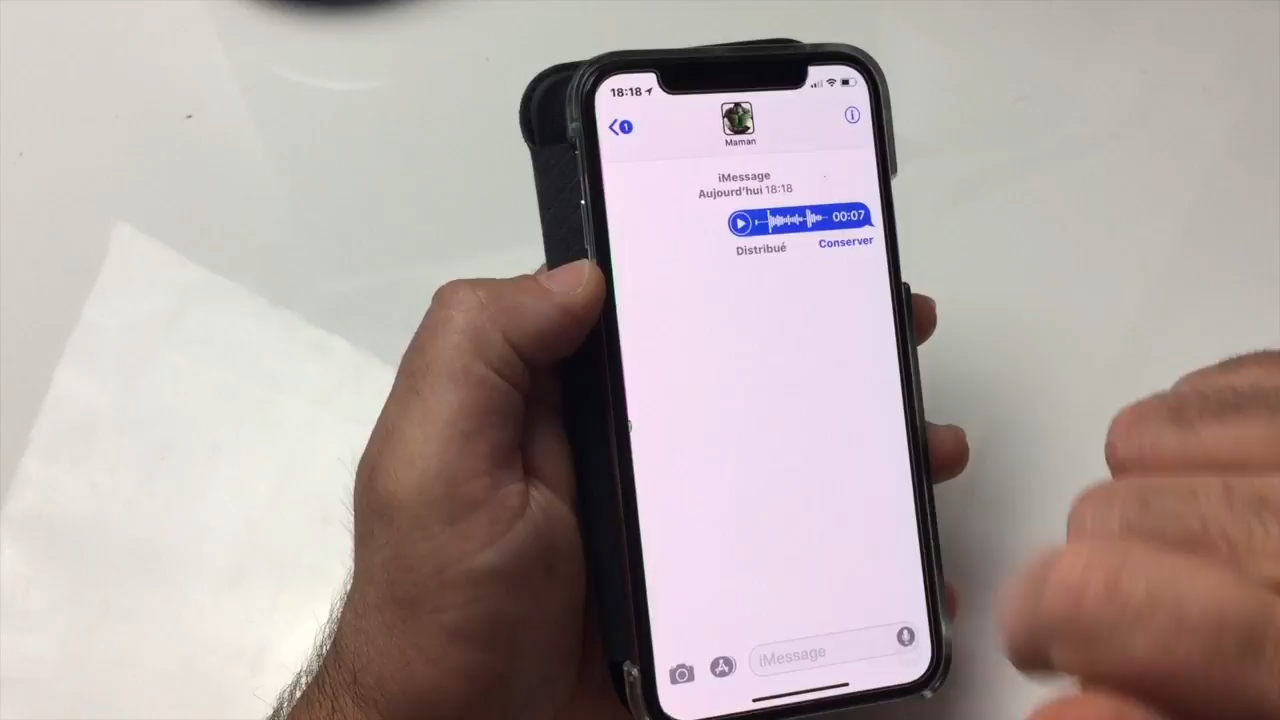 18:18
1
Maman
iMessage
Aujourd'hui 18:18
00:07
Distribué Conserver
iMessage